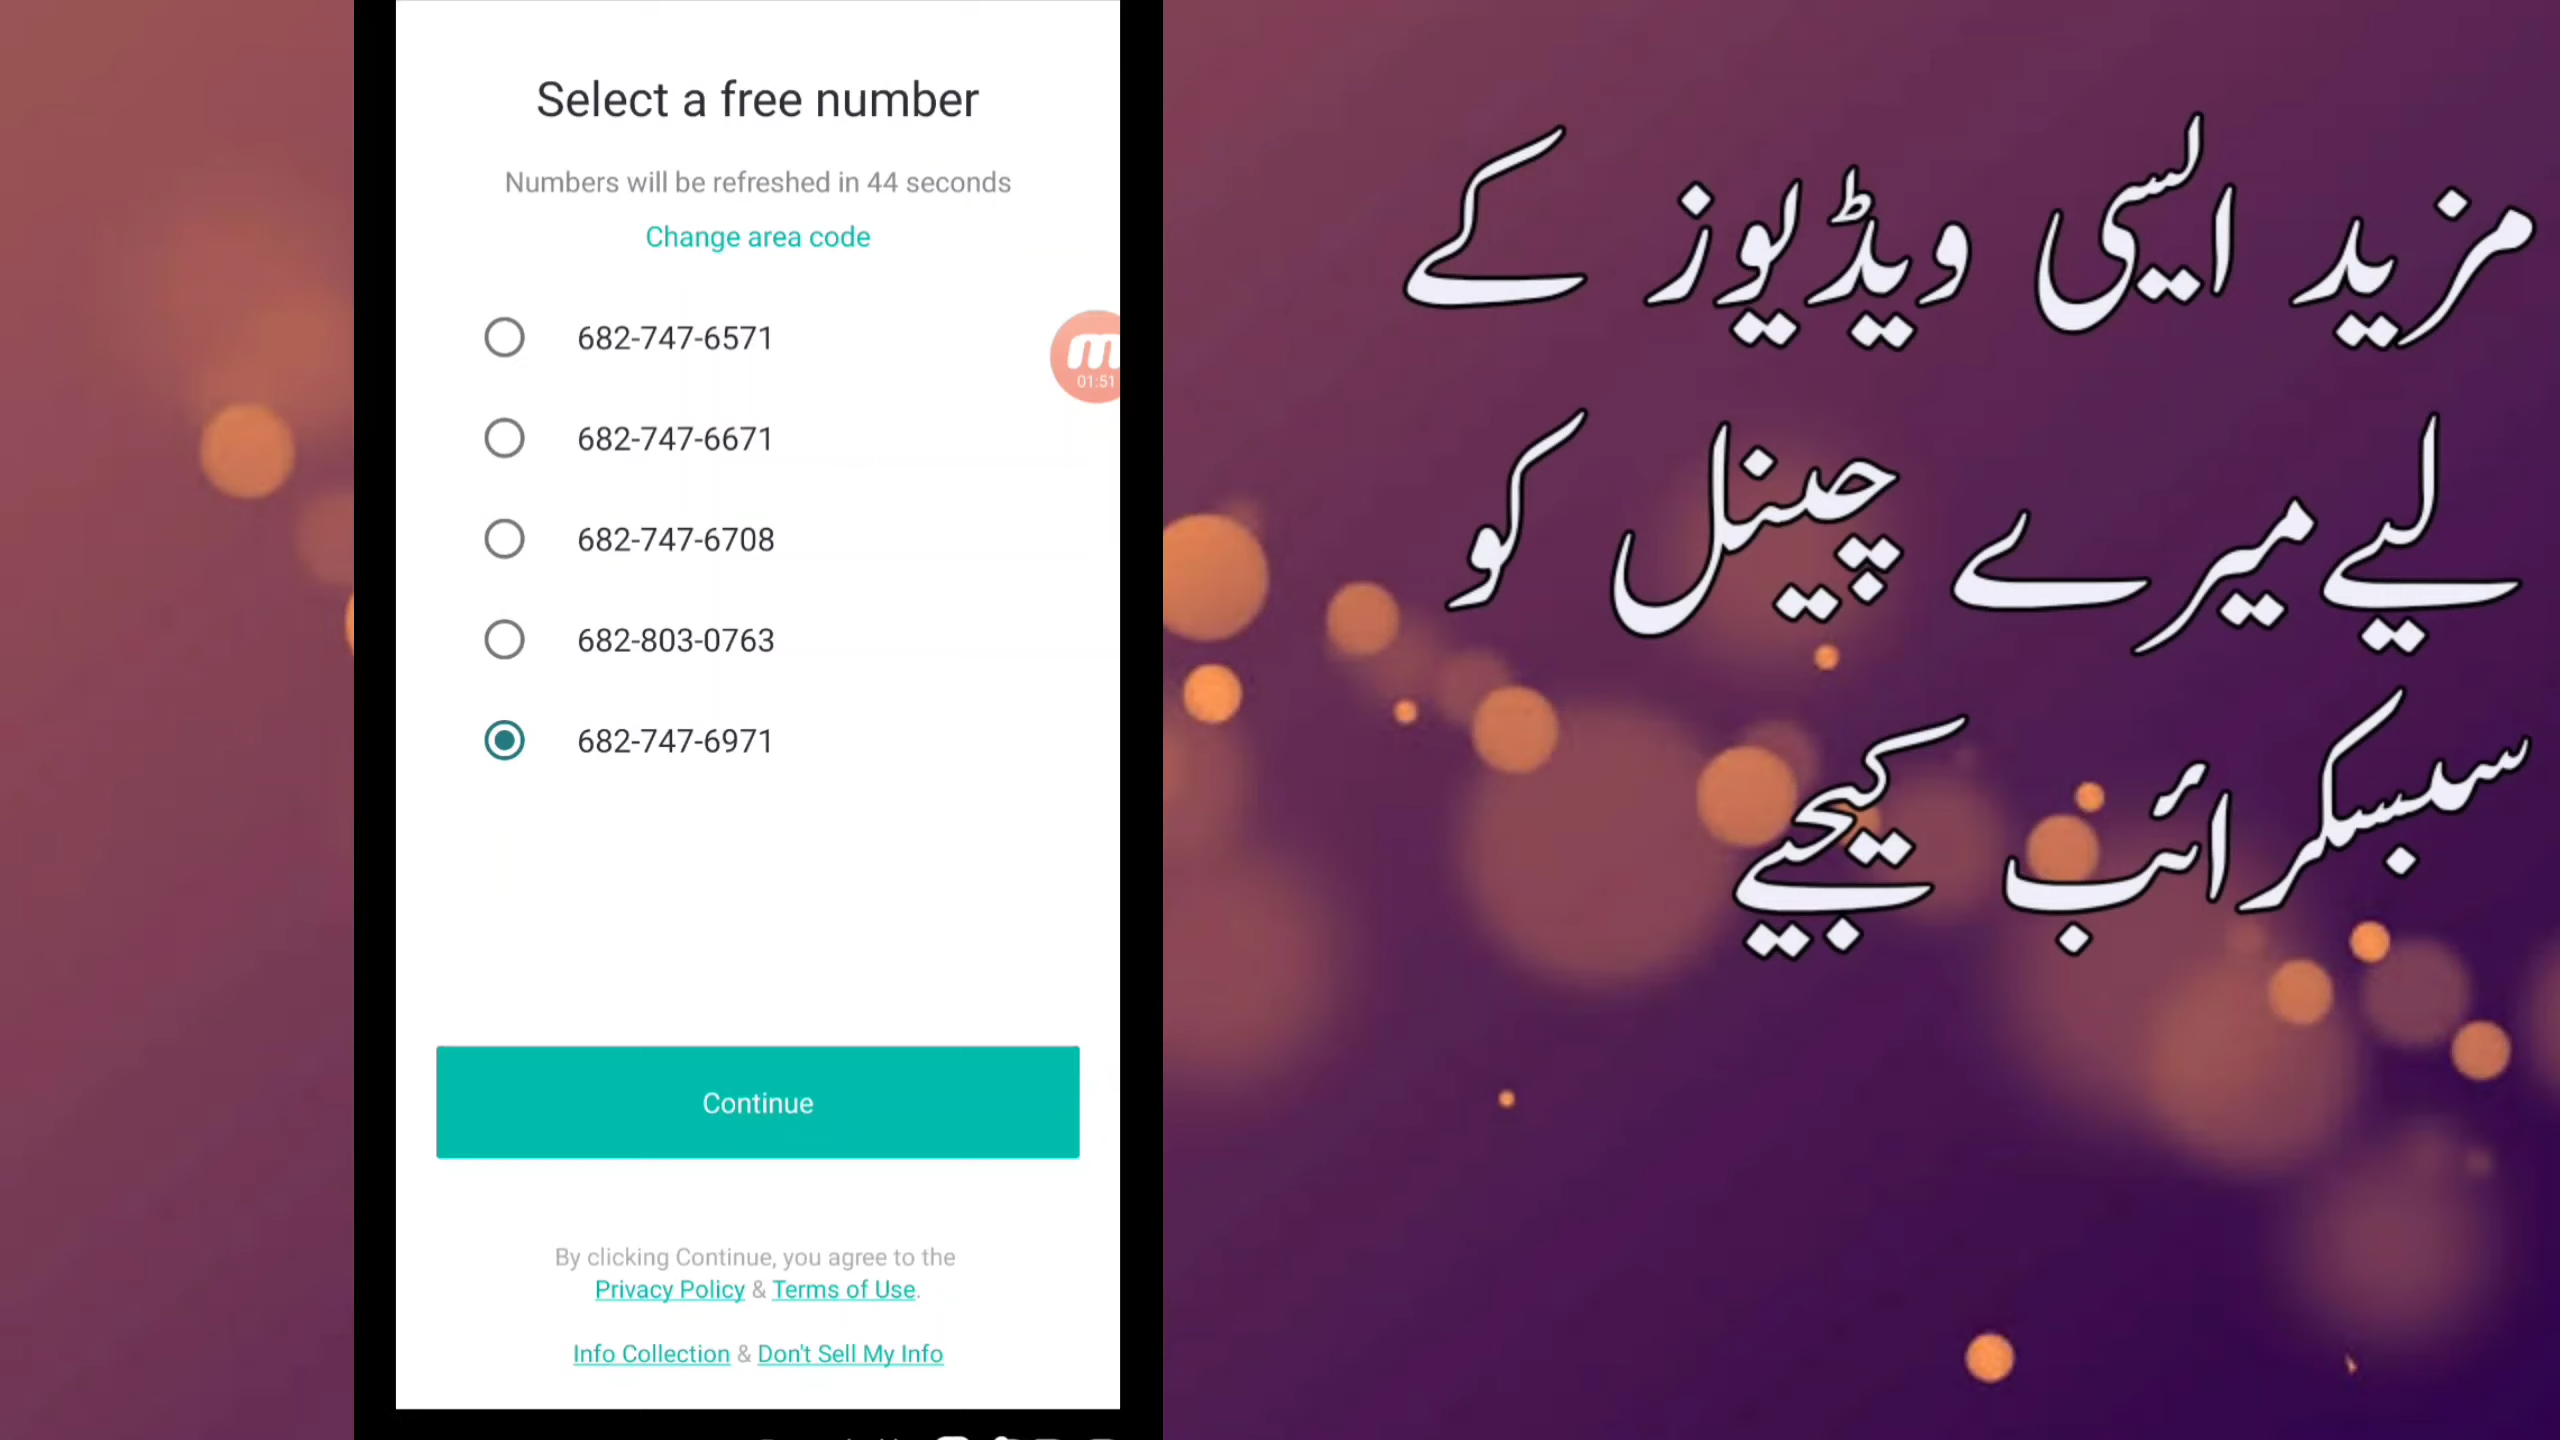 Select a free number
Numbers will be refreshed in 44 seconds
Change area code
682-747-6571
m
01:51
682-747-6671
682-747-6708
682-803-0763
682-747-6971
Continue
By clicking Continue, you agree to the
Privacy Policy & Terms of Use.
Info Collection & Don't Sell My Info
مزید ایسی ویڈیوز کے
لیے میرے چینل کو
سبسکرائب کیجیے